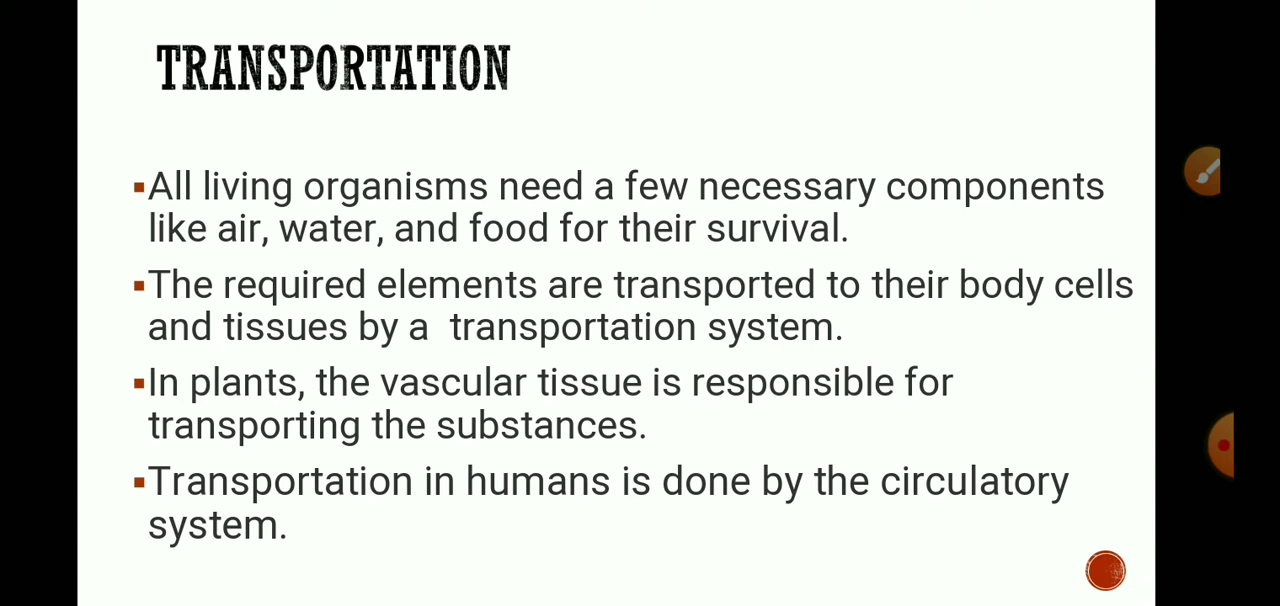 TRANSPORTATION
▪All living organisms need a few necessary components
like air, water, and food for their survival.
▪The required elements are transported to their body cells
and tissues by a  transportation system.
▪In plants, the vascular tissue is responsible for
transporting the substances.
▪Transportation in humans is done by the circulatory
system.